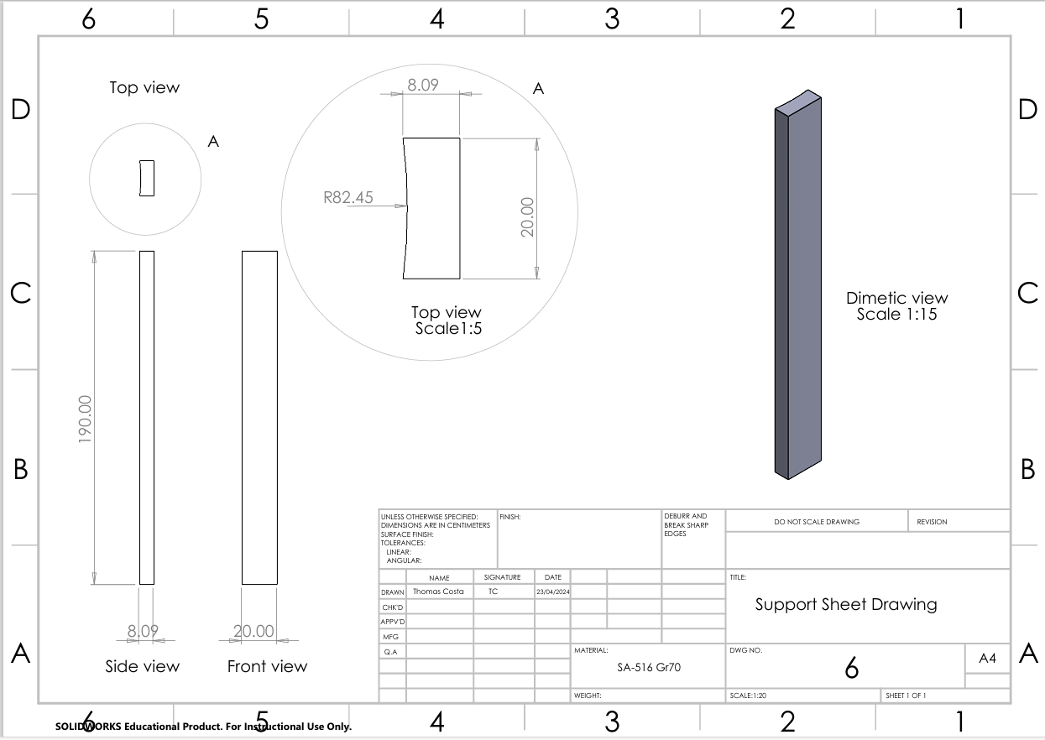 6 5 4 3 2 1
D D
C C
B B
A A
Top view
A
8.09
A
R82.45
20.00
Top view
Scale1:5
190.00
8.09
20.00
Side view
Front view
Dimetic view
Scale 1:15
UNLESS OTHERWISE SPECIFIED:
DIMENSIONS ARE IN CENTIMETERS
SURFACE FINISH:
TOLERANCES:
LINEAR:
ANGULAR:
FINISH:
DEBURR AND
BREAK SHARP
EDGES
DO NOT SCALE DRAWING
REVISION
NAME SIGNATURE DATE
DRAWN Thomas Costa TC 23/04/2024
CHK'D
APPV'D
MFG
Q.A
TITLE:
Support Sheet Drawing
MATERIAL:
SA-516 Gr70
DWG NO.
6
A4
WEIGHT:
SCALE:1:20
SHEET 1 OF 1
6 5 4 3 2 1
SOLIDWORKS Educational Product. For Instructional Use Only.